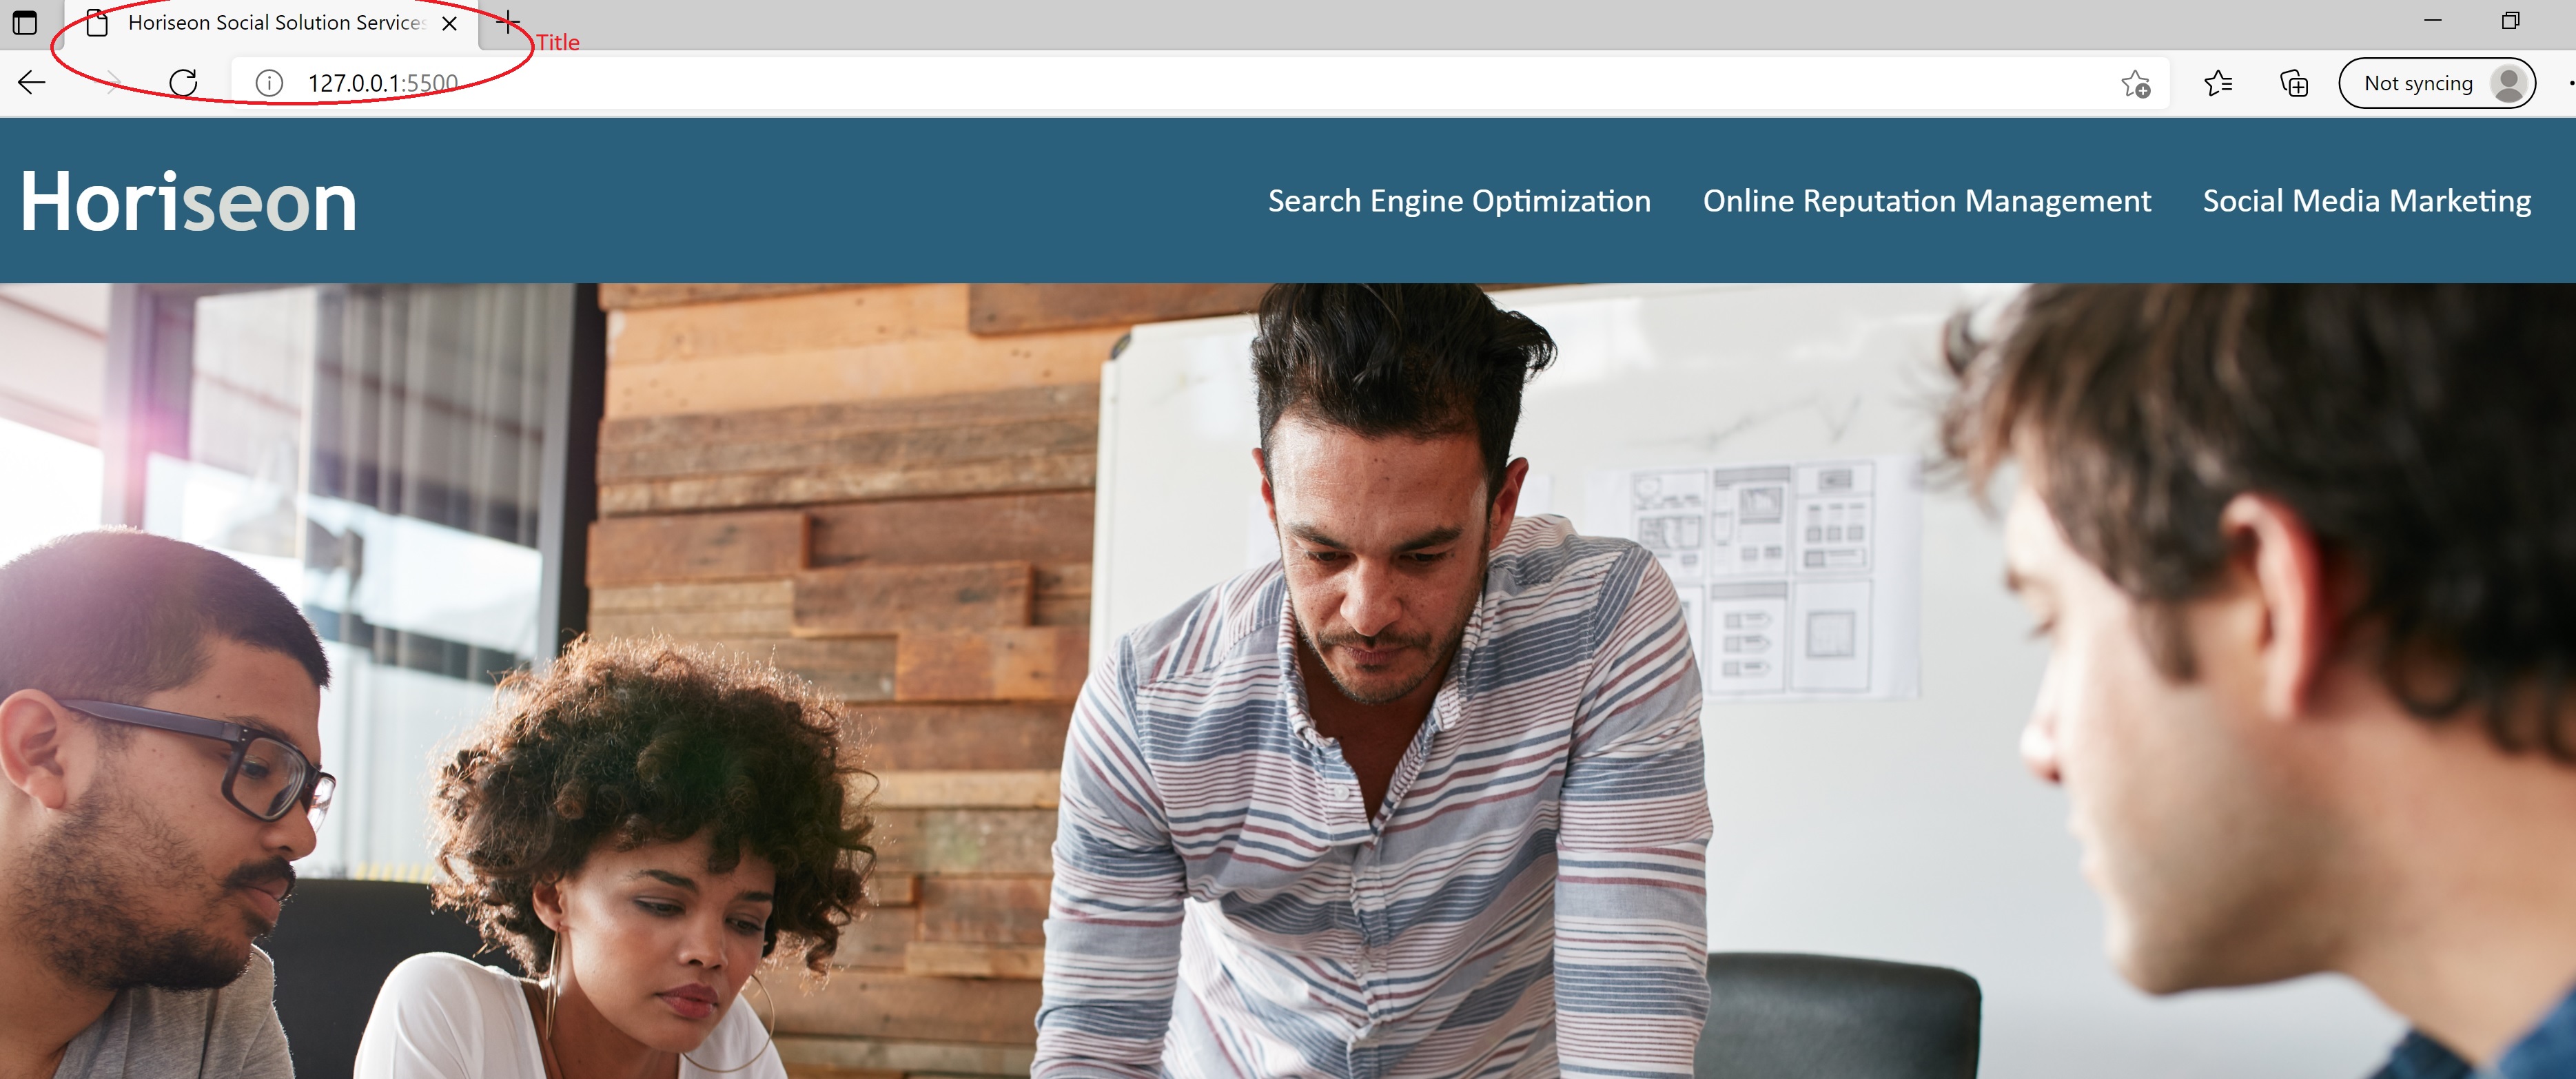 Horiseon Social Solution Services
Title
127.0.0.1:5500
Not syncing
Horiseon
Search Engine Optimization
Online Reputation Management
Social Media Marketing